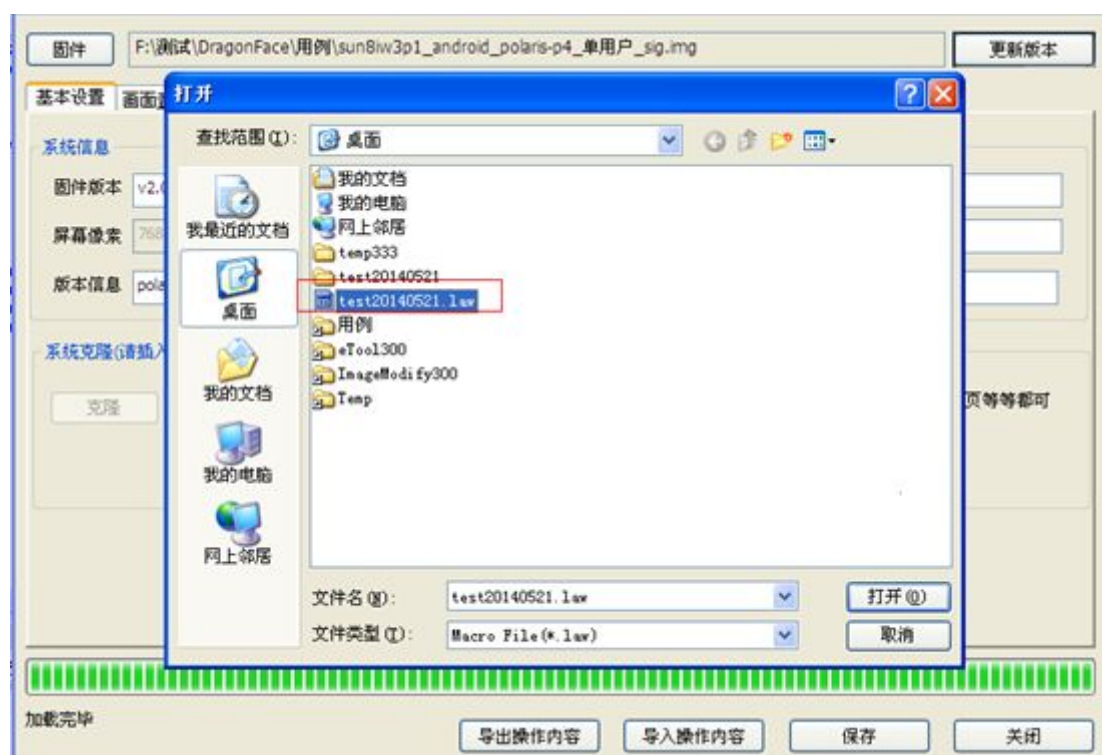 固件 F:\测试\DragonFace\用例\sun8iw3p1_android_polaris-p4_单用户_sig.img 更新版本
基本设置 画面
打开
系统信息
查找范围(I): 桌面
固件版本 v2.0
屏幕像素 768
版本信息 pola
系统克隆(请插入
克隆
页等等都可
我最近的文档
桌面
我的文档
我的电脑
网上邻居
我的文档
我的电脑
网上邻居
temp333
test20140521
test20140521.law
用例
eTool300
ImageModify300
Temp
文件名(N): test20140521.law 打开(O)
文件类型(T): Macro File(*.law) 取消
加载完毕
导出操作内容 导入操作内容 保存 关闭